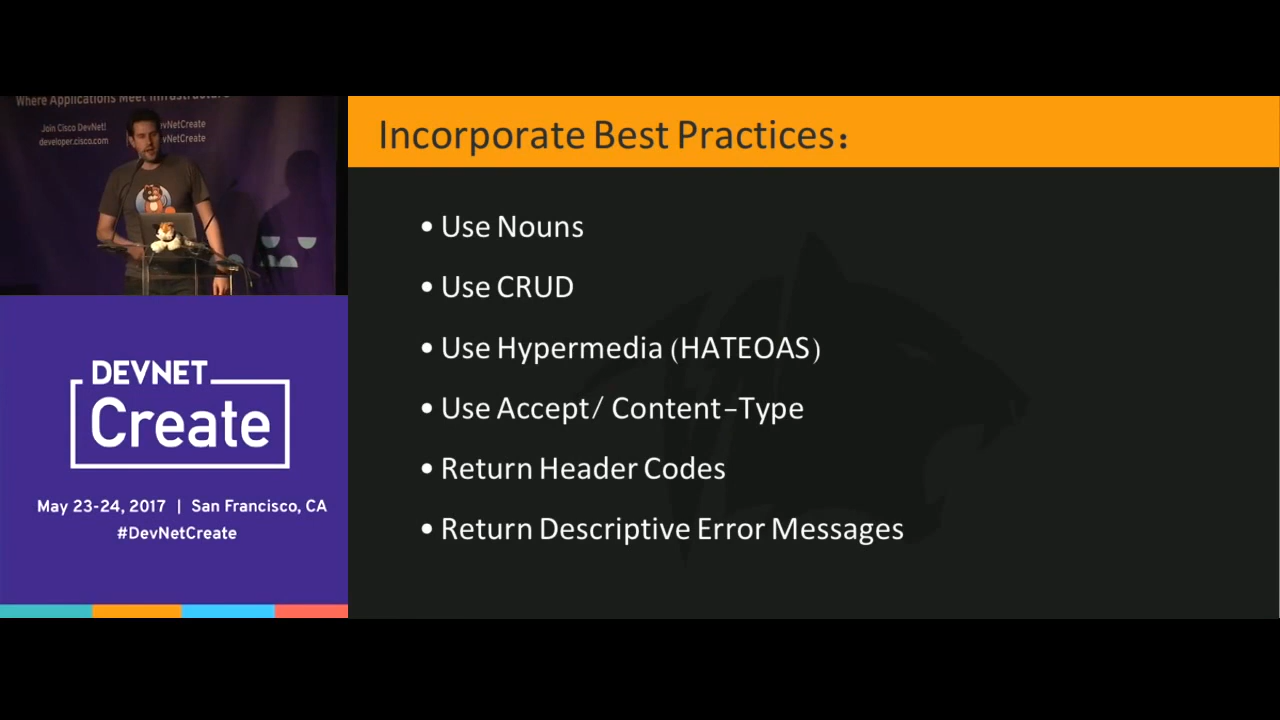 Where Applications Meet Infrastructure
Join Cisco DevNet!
developer.cisco.com
vNetCreate
vNetCreate
DEVNET
Create
May 23-24, 2017 | San Francisco, CA
#DevNetCreate
Incorporate Best Practices:
• Use Nouns
• Use CRUD
• Use Hypermedia (HATEOAS)
• Use Accept/ Content-Type
• Return Header Codes
• Return Descriptive Error Messages